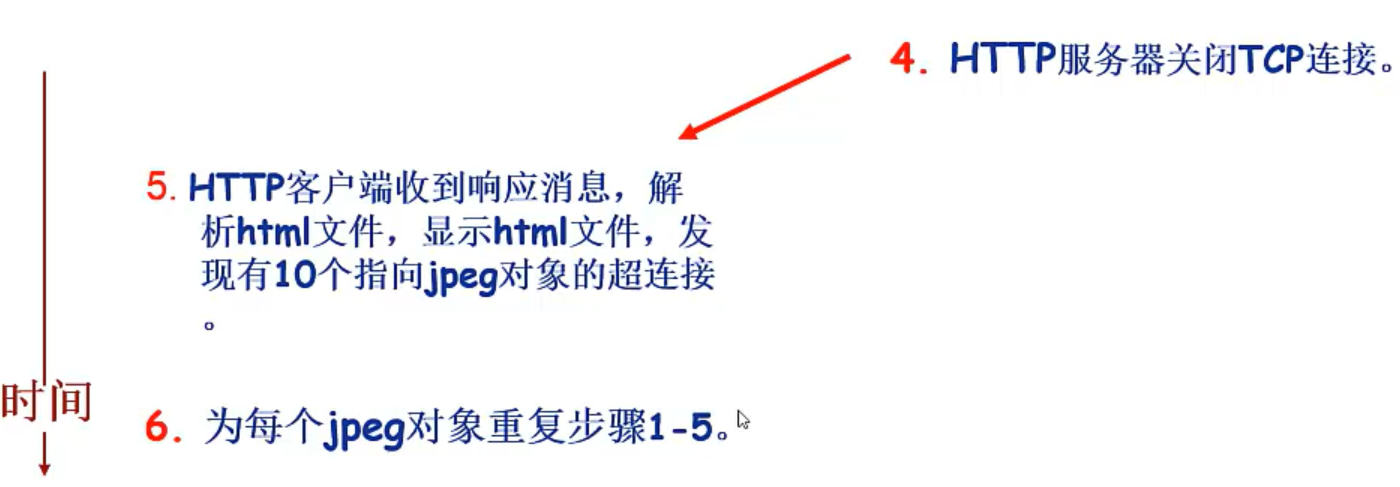 4. HTTP服务器关闭TCP连接。
5. HTTP客户端收到响应消息，解
析html文件，显示html文件，发
现有10个指向jpeg对象的超连接
。
时间
6. 为每个jpeg对象重复步骤1-5。